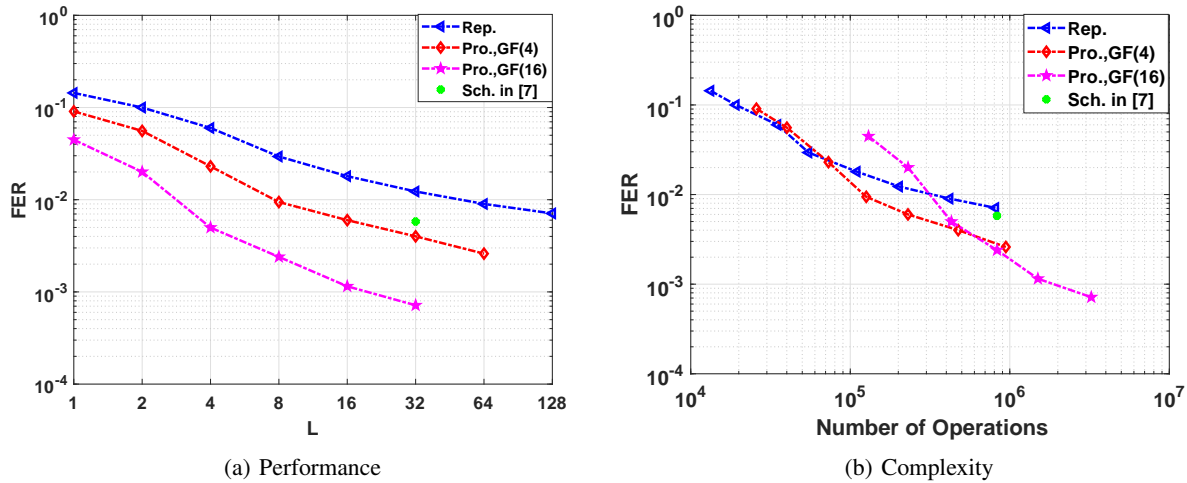 10^0
10^-1
10^-2
10^-3
10^-4
FER
1 2 4 8 16 32 64 128
L
Rep.
Pro.,GF(4)
Pro.,GF(16)
Sch. in [7]
(a) Performance
10^0
10^-1
10^-2
10^-3
10^-4
FER
10^4 10^5 10^6 10^7
Number of Operations
Rep.
Pro.,GF(4)
Pro.,GF(16)
Sch. in [7]
(b) Complexity